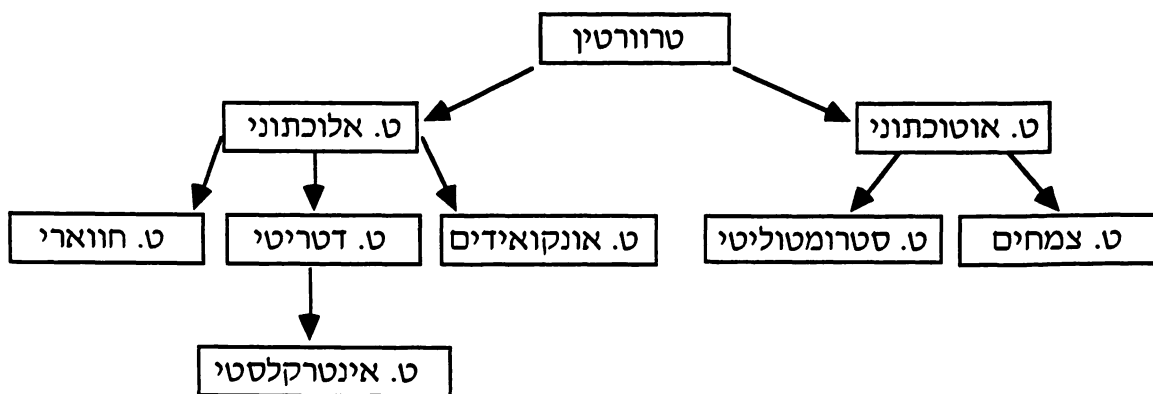 טרוורטין
ט. אוטוכתוני
ט. אלוכתוני
ט. צמחים
ט. סטרומטוליטי
ט. אונקואידים
ט. דטריטי
ט. חווארי
ט. אינטרקלסטי